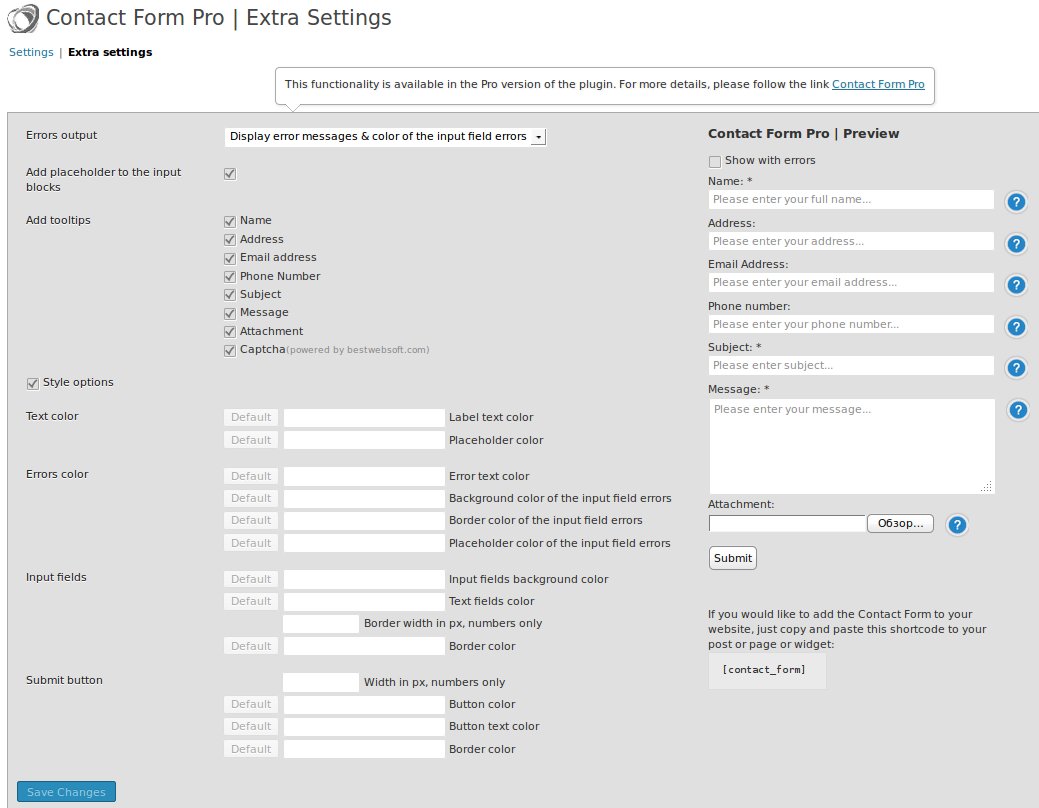 Contact Form Pro | Extra Settings
Settings | Extra settings
This functionality is available in the Pro version of the plugin. For more details, please follow the link Contact Form Pro
Errors output
Display error messages & color of the input field errors
Add placeholder to the input
blocks
Add tooltips
Name
Address
Email address
Phone Number
Subject
Message
Attachment
Captcha(powered by bestwebsoft.com)
Style options
Text color
Default Label text color
Default Placeholder color
Errors color
Default Error text color
Default Background color of the input field errors
Default Border color of the input field errors
Default Placeholder color of the input field errors
Input fields
Default Input fields background color
Default Text fields color
Border width in px, numbers only
Default Border color
Submit button
Width in px, numbers only
Default Button color
Default Button text color
Default Border color
Save Changes
Contact Form Pro | Preview
Show with errors
Name: *
Please enter your full name...
?
Address:
Please enter your address...
?
Email Address:
Please enter your email address...
?
Phone number:
Please enter your phone number...
?
Subject: *
Please enter subject...
?
Message: *
Please enter your message...
?
Attachment:
Обзор...
?
Submit
If you would like to add the Contact Form to your
website, just copy and paste this shortcode to your
post or page or widget:
[contact_form]